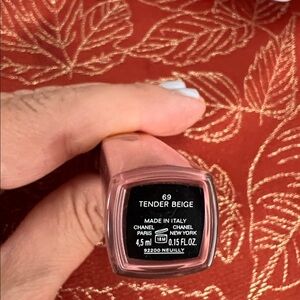 69
TENDER BEIGE
MADE IN ITALY
CHANEL CHANEL
PARIS 18 M NEW YORK
4,5 ml 0.15 FL.OZ.
92200 NEUILLY